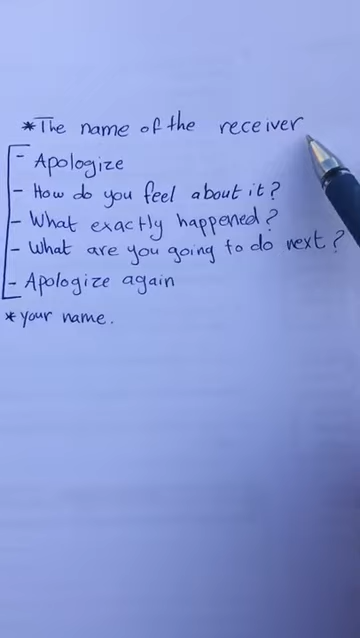 *The name of the receiver
- Apologize
- How do you feel about it?
- What exactly happened?
- What are you going to do next?
- Apologize again
* your name.